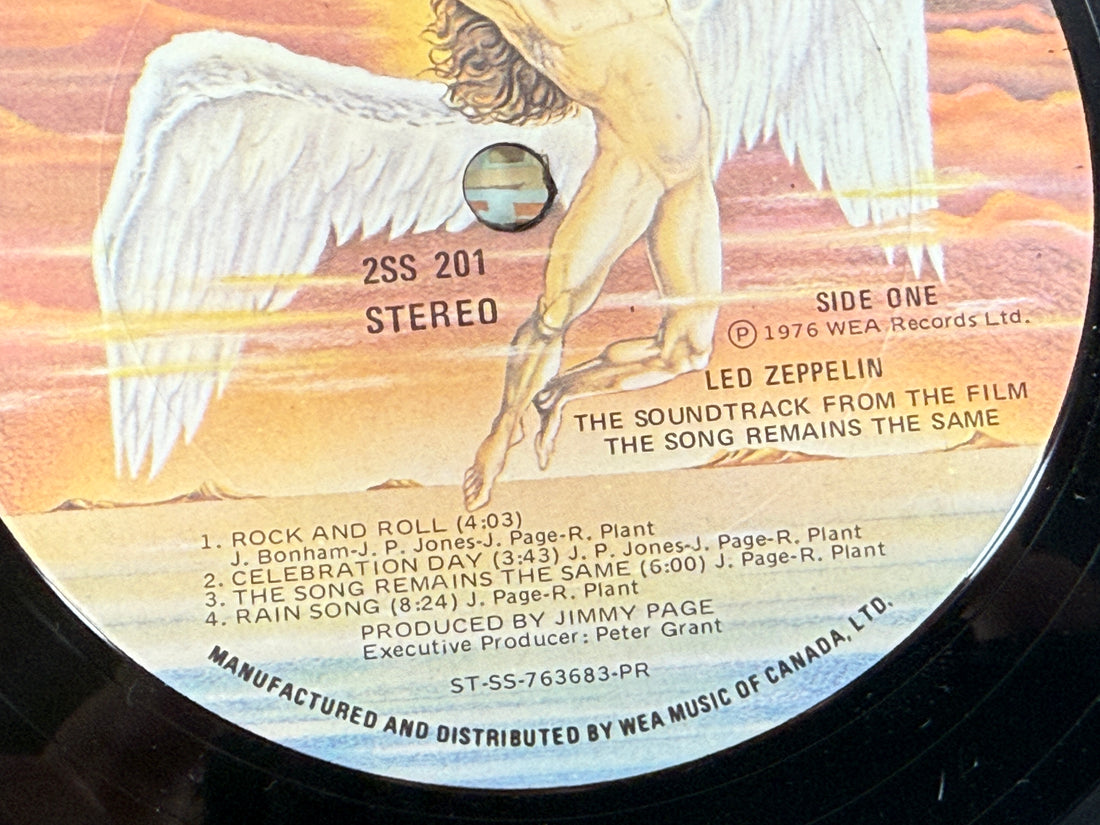 2SS 201
STEREO
SIDE ONE
Ⓟ 1976 WEA Records Ltd.
LED ZEPPELIN
THE SOUNDTRACK FROM THE FILM
THE SONG REMAINS THE SAME
1. ROCK AND ROLL (4:03)
J. Bonham-J. P. Jones-J. Page-R. Plant
2. CELEBRATION DAY (3:43) J. P. Jones-J. Page-R. Plant
3. THE SONG REMAINS THE SAME (6:00) J. Page-R. Plant
4. RAIN SONG (8:24) J. Page-R. Plant
PRODUCED BY JIMMY PAGE
Executive Producer: Peter Grant
ST-SS-763683-PR
MANUFACTURED AND DISTRIBUTED BY WEA MUSIC OF CANADA, LTD.